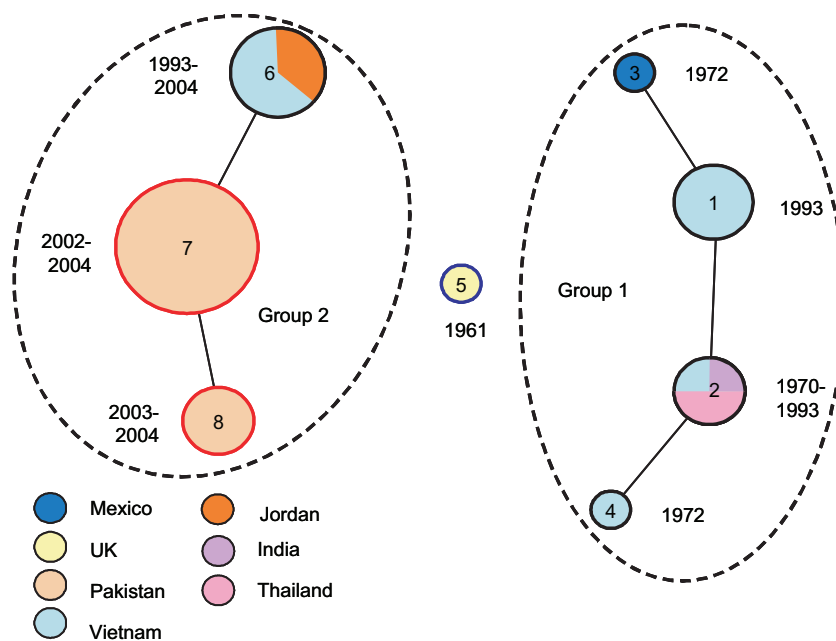 1993-
2004
6
2002-
2004
7
Group 2
2003-
2004
8
5
1961
3
1972
1
1993
Group 1
2
1970-
1993
4
1972
Mexico
UK
Pakistan
Vietnam
Jordan
India
Thailand